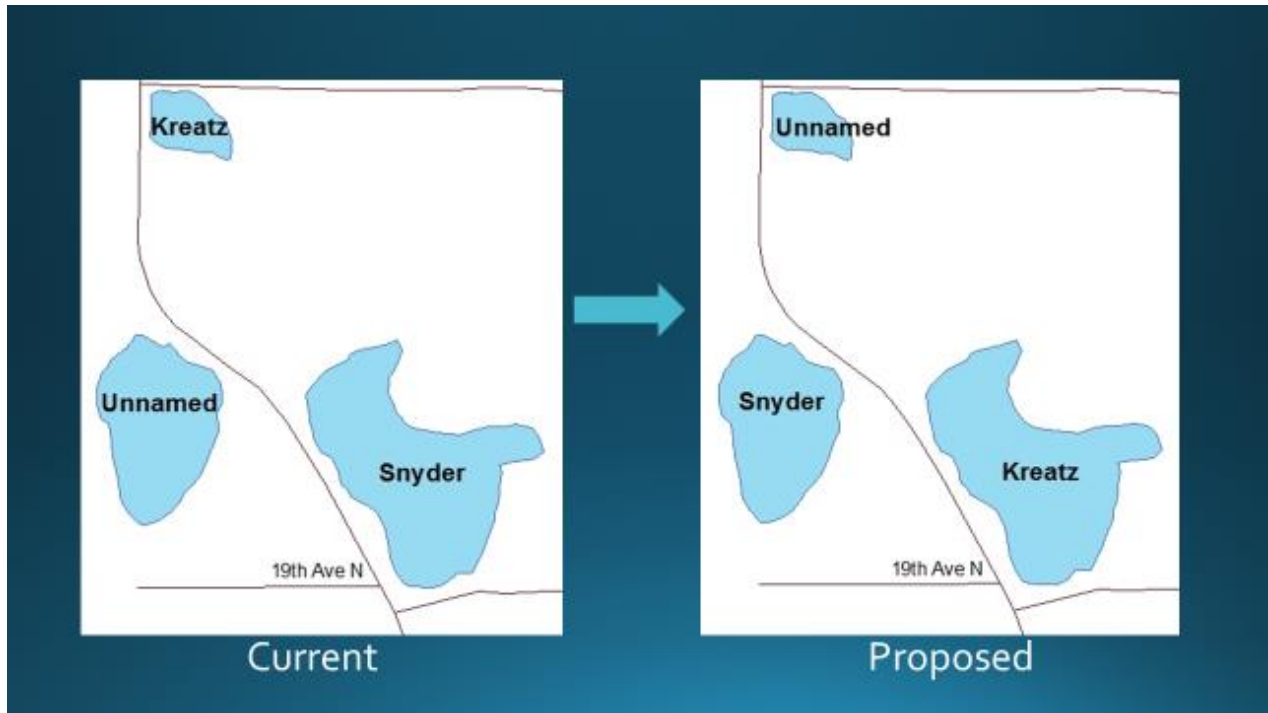 Kreatz
Unnamed
Snyder
19th Ave N
Current
Unnamed
Snyder
Kreatz
19th Ave N
Proposed